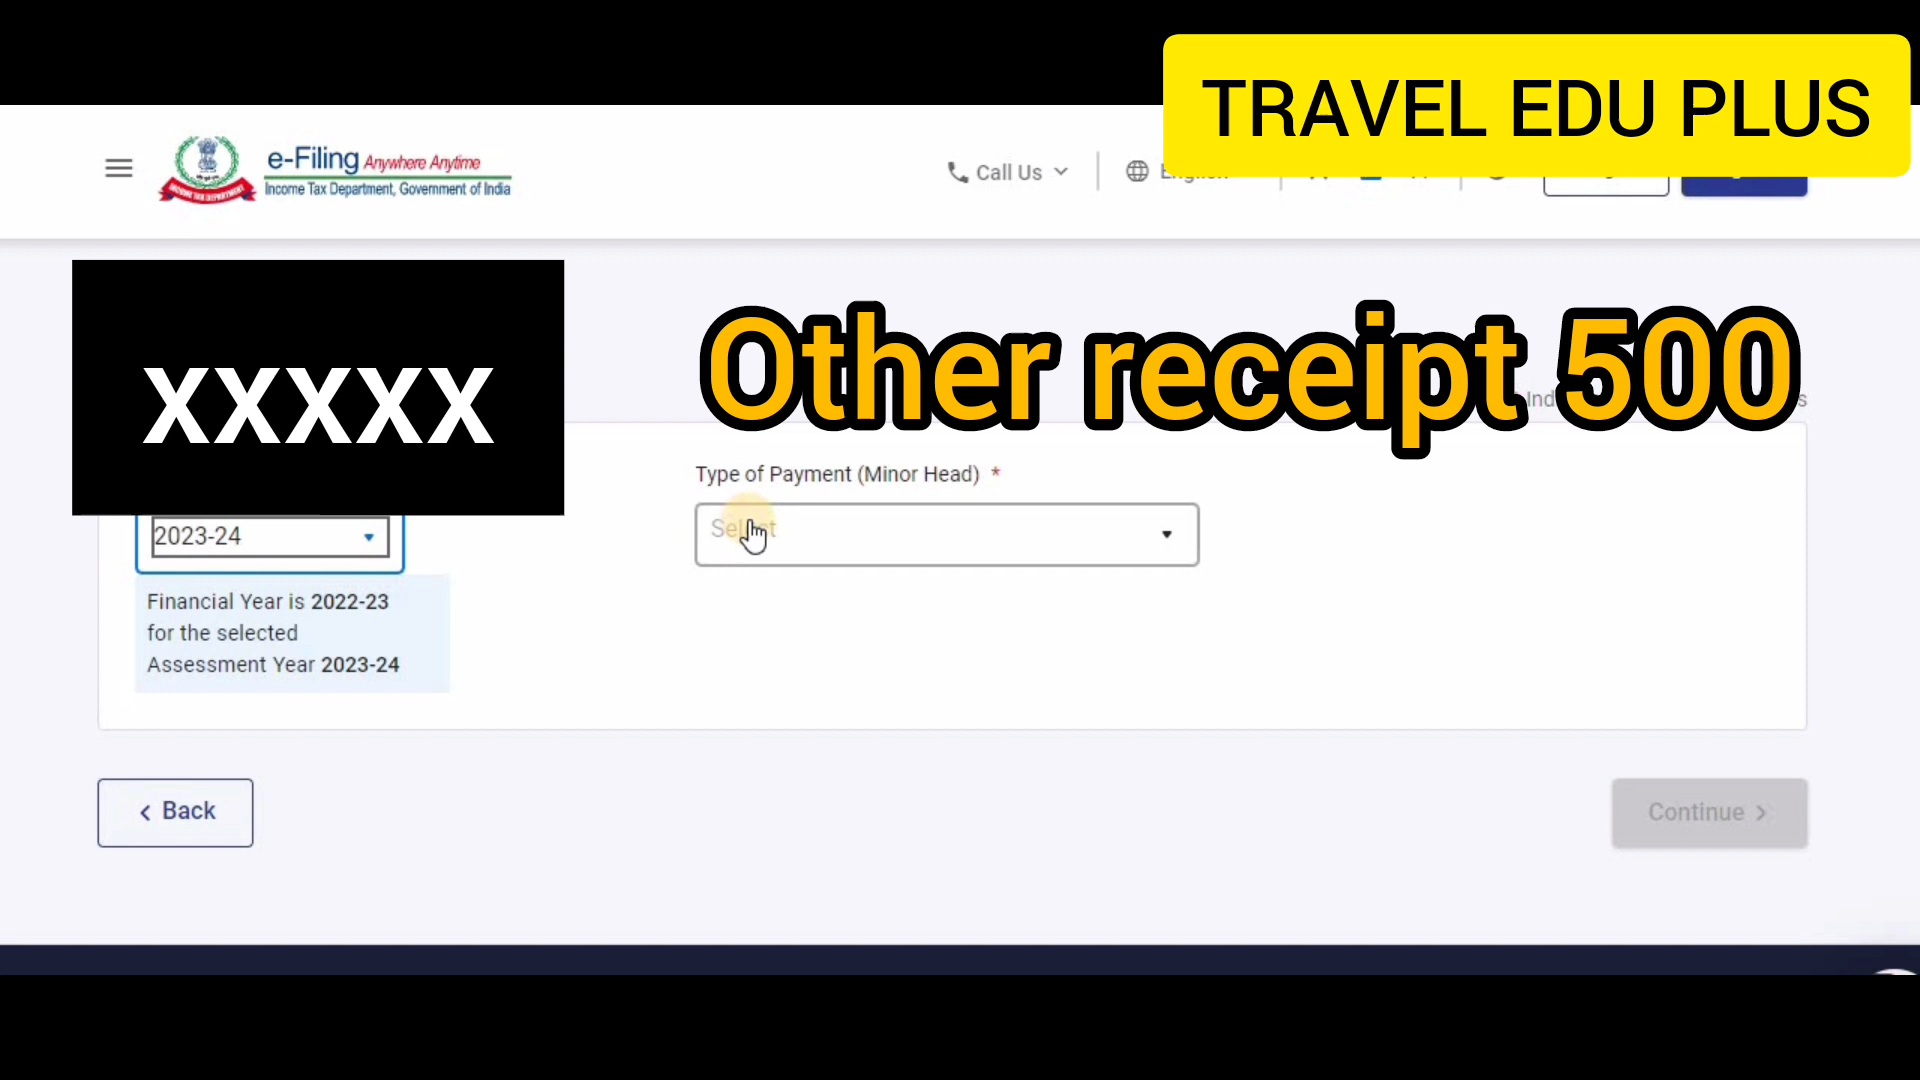 TRAVEL EDU PLUS
e-Filing Anywhere Anytime
Income Tax Department, Government of India
Call Us
English
xxxxx
Other receipt 500
Type of Payment (Minor Head) *
Select
2023-24
Financial Year is 2022-23
for the selected
Assessment Year 2023-24
< Back
Continue >